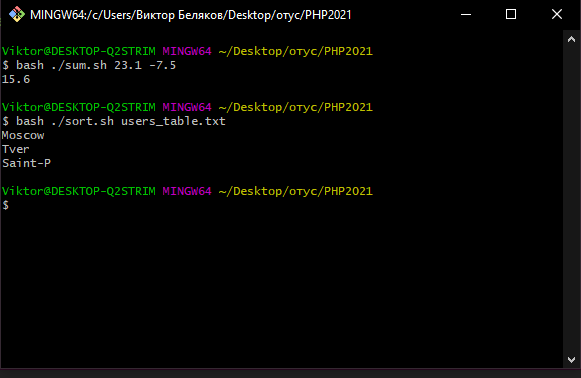 MINGW64:/c/Users/Виктор Беляков/Desktop/отус/PHP2021
Viktor@DESKTOP-Q2STRIM MINGW64 ~/Desktop/отус/PHP2021
$ bash ./sum.sh 23.1 -7.5
15.6
Viktor@DESKTOP-Q2STRIM MINGW64 ~/Desktop/отус/PHP2021
$ bash ./sort.sh users_table.txt
Moscow
Tver
Saint-P
Viktor@DESKTOP-Q2STRIM MINGW64 ~/Desktop/отус/PHP2021
$